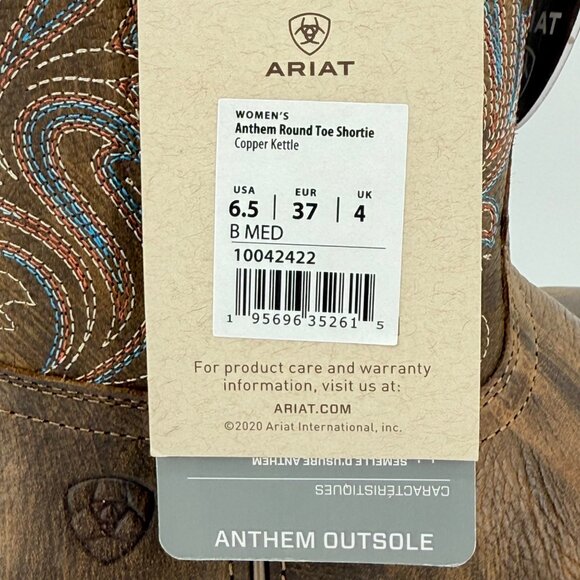 ARIAT
WOMEN'S
Anthem Round Toe Shortie
Copper Kettle
USA EUR UK
6.5 | 37 | 4
B MED
10042422
1 95696 35261 5
For product care and warranty
information, visit us at:
ARIAT.COM
©2020 Ariat International, inc.
SEMELLE D'USURE ANTHEM
CARACTÉRISTIQUES
ANTHEM OUTSOLE
AT